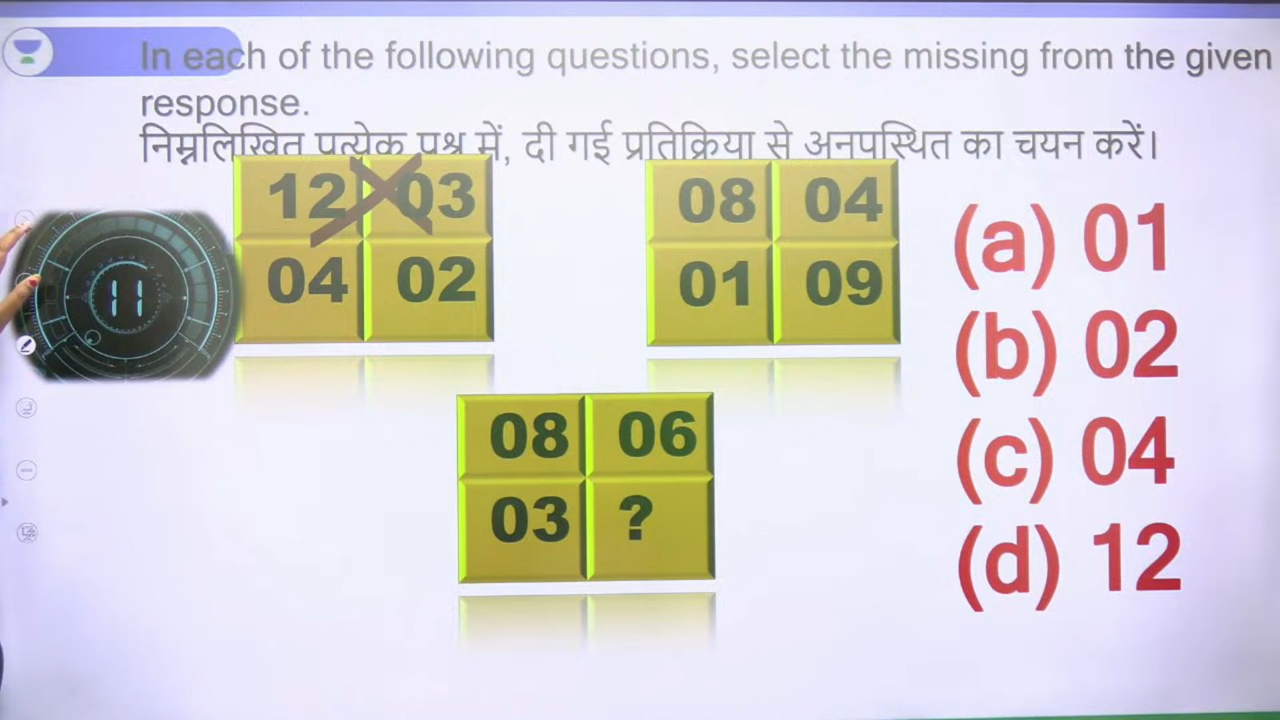 In each of the following questions, select the missing from the given
response.
निम्नलिखित प्रत्येक प्रश्न में, दी गई प्रतिक्रिया से अनुपस्थित का चयन करें।
12 03
04 02
08 04
01 09
(a) 01
(b) 02
(c) 04
(d) 12
11
08 06
03 ?